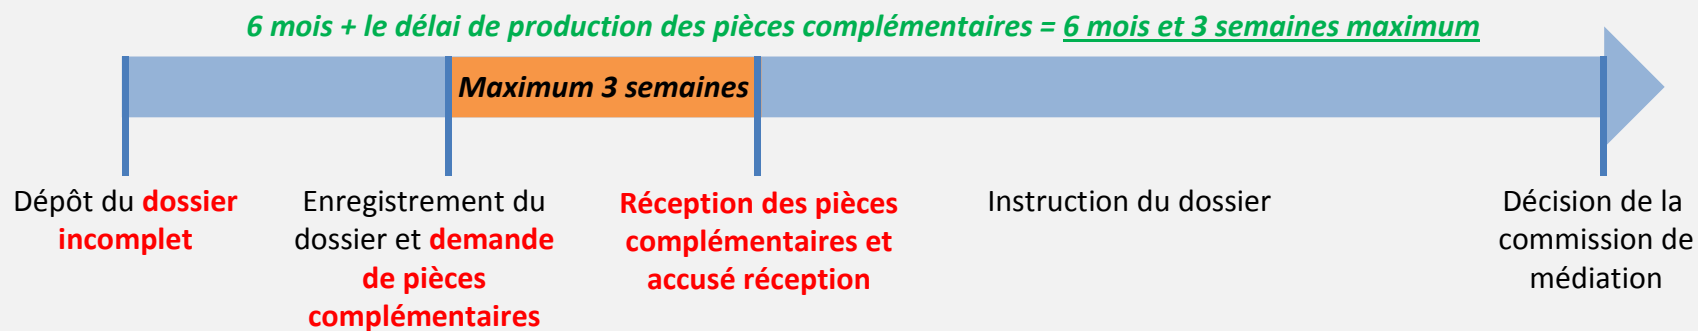 6 mois + le délai de production des pièces complémentaires = 6 mois et 3 semaines maximum
Maximum 3 semaines
Dépôt du dossier
incomplet
Enregistrement du
dossier et demande
de pièces
complémentaires
Réception des pièces
complémentaires et
accusé réception
Instruction du dossier
Décision de la
commission de
médiation